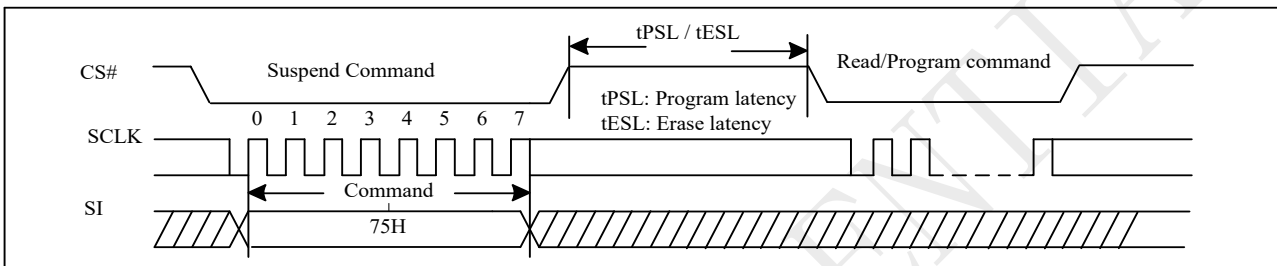 tPSL / tESL
CS#
Suspend Command
Read/Program command
tPSL: Program latency
tESL: Erase latency
0 1 2 3 4 5 6 7
SCLK
Command
SI
75H
ENTIA